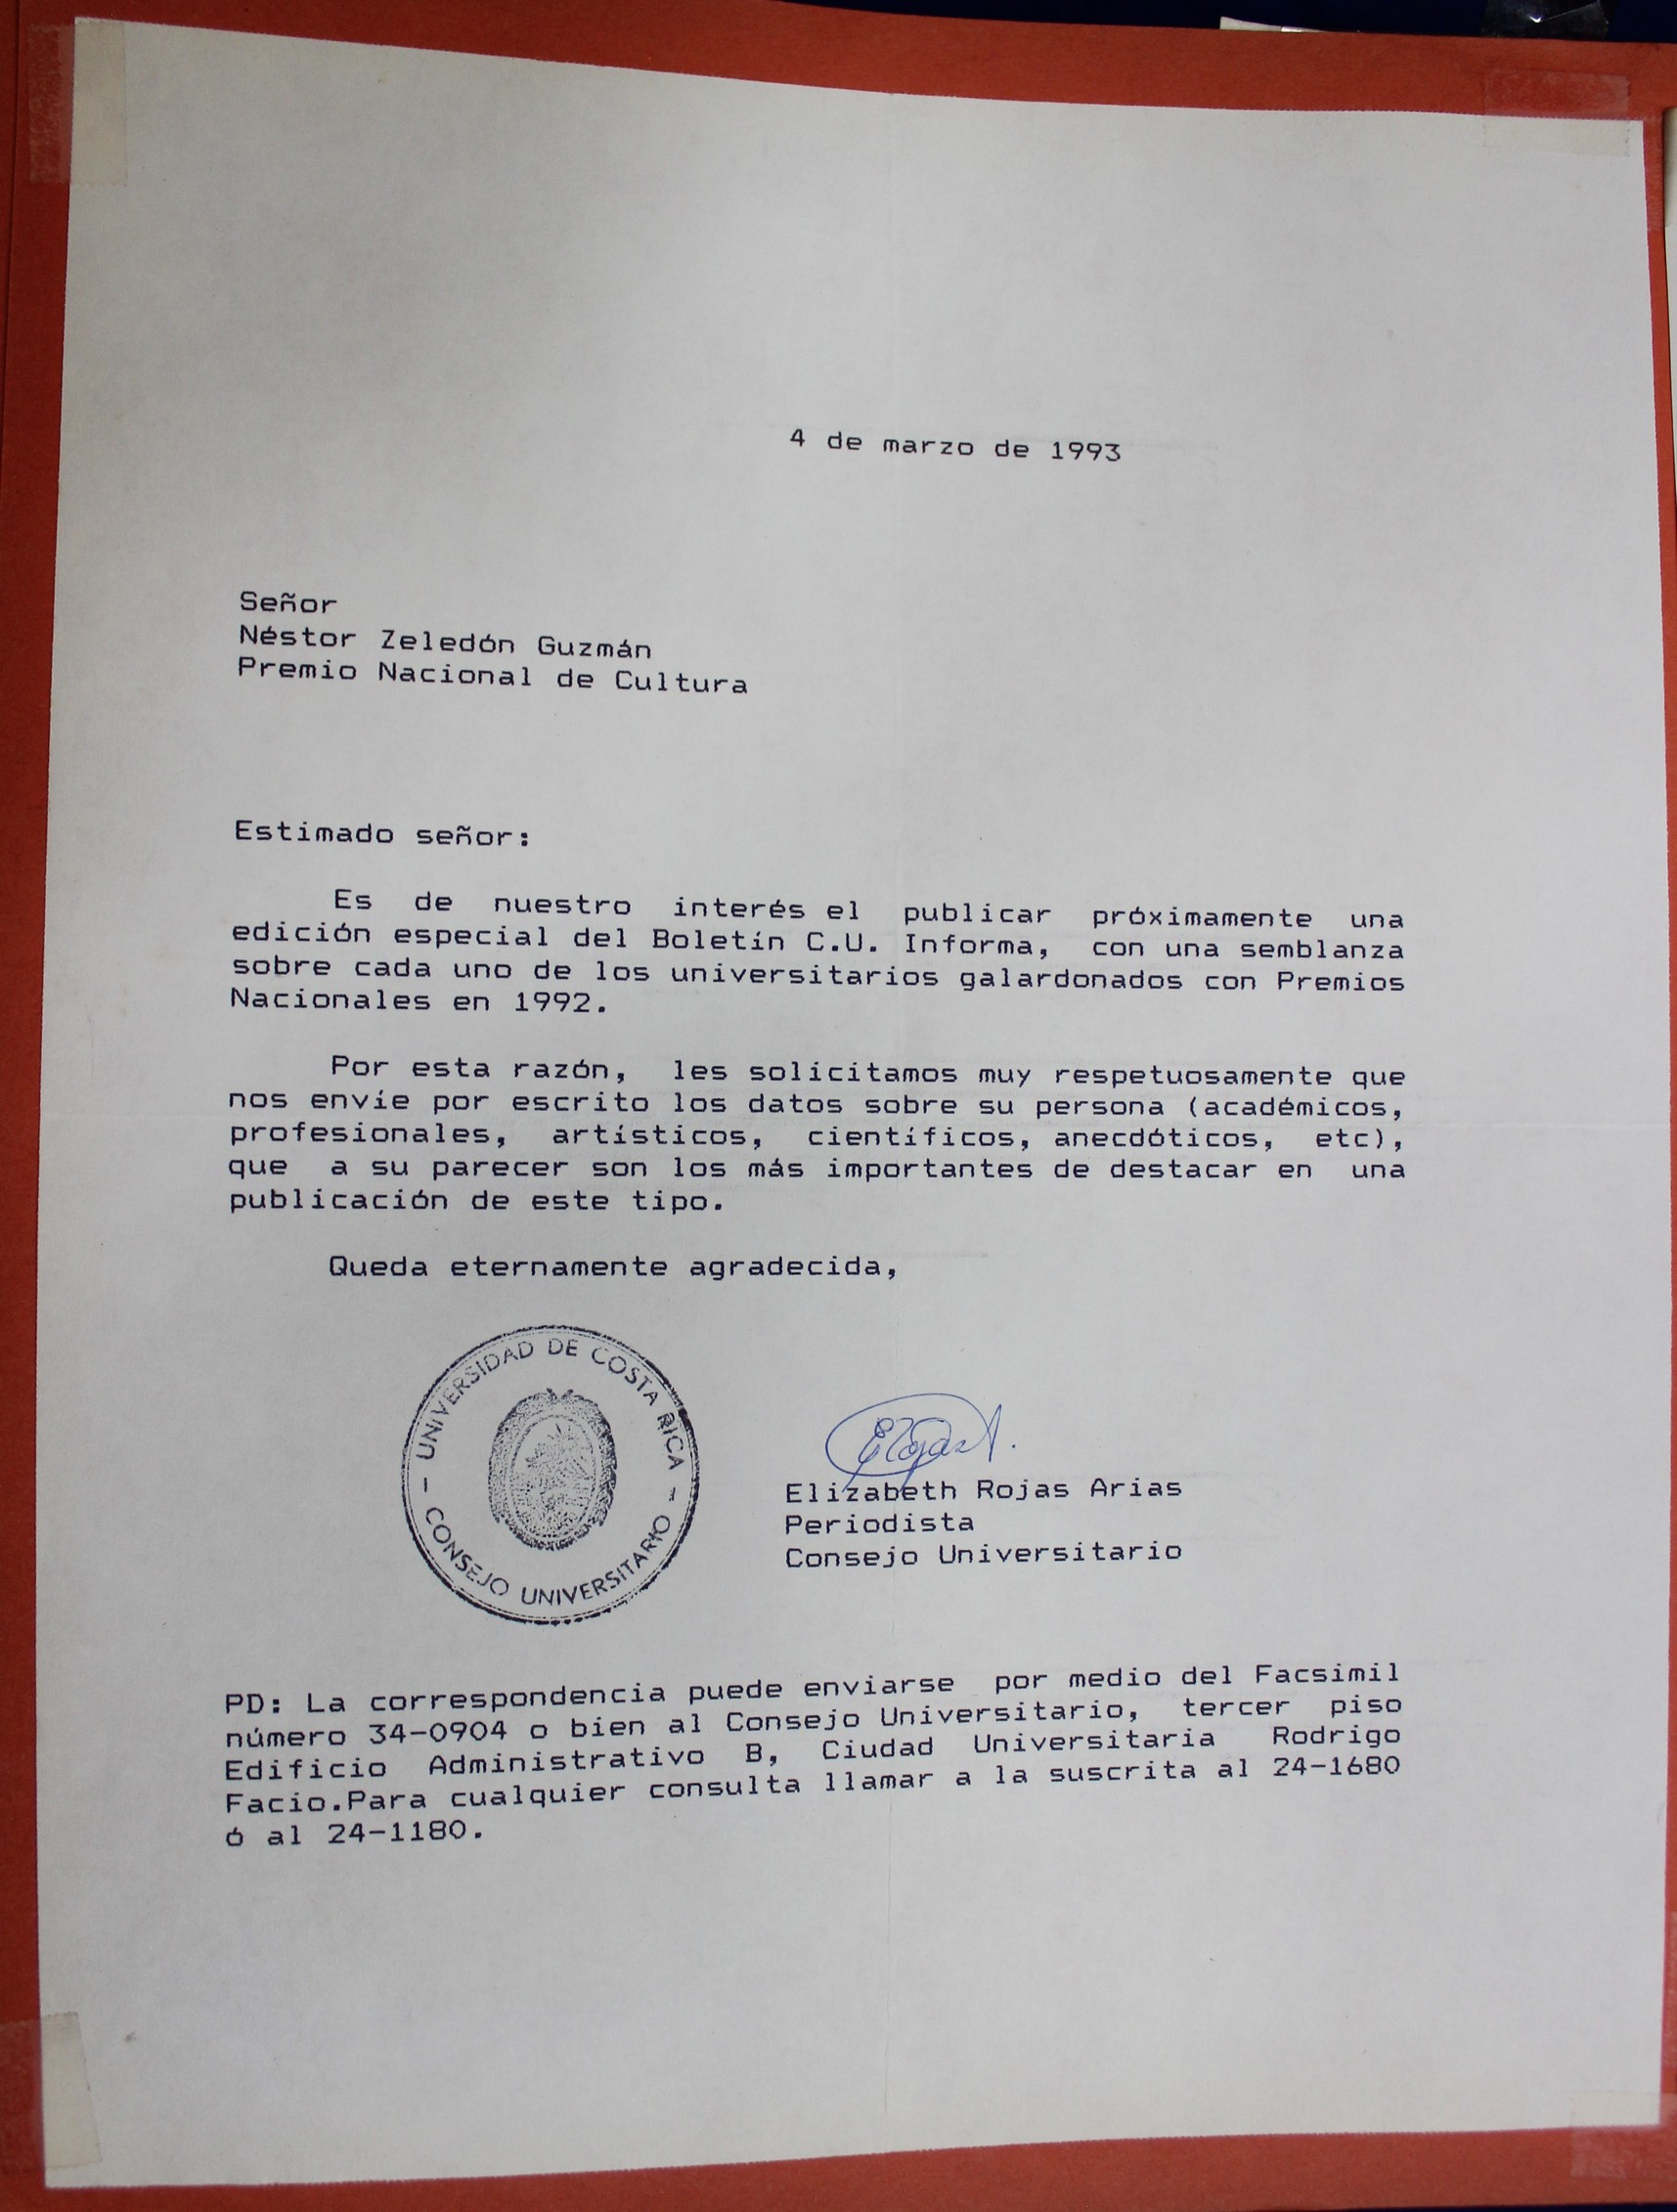 4 de marzo de 1993
Señor
Néstor Zeledón Guzmán
Premio Nacional de Cultura
Estimado señor:
Es de nuestro interés el publicar próximamente una
edición especial del Boletín C.U. Informa, con una semblanza
sobre cada uno de los universitarios galardonados con Premios
Nacionales en 1992.
Por esta razón, les solicitamos muy respetuosamente que
nos envíe por escrito los datos sobre su persona (académicos,
profesionales, artísticos, científicos, anecdóticos, etc),
que a su parecer son los más importantes de destacar en una
publicación de este tipo.
Queda eternamente agradecida,
- UNIVERSIDAD DE COSTA RICA -
CONSEJO UNIVERSITARIO
Elizabeth Rojas Arias
Periodista
Consejo Universitario
PD: La correspondencia puede enviarse por medio del Facsimil
número 34-0904 o bien al Consejo Universitario, tercer piso
Edificio Administrativo B, Ciudad Universitaria Rodrigo
Facio.Para cualquier consulta llamar a la suscrita al 24-1680
ó al 24-1180.